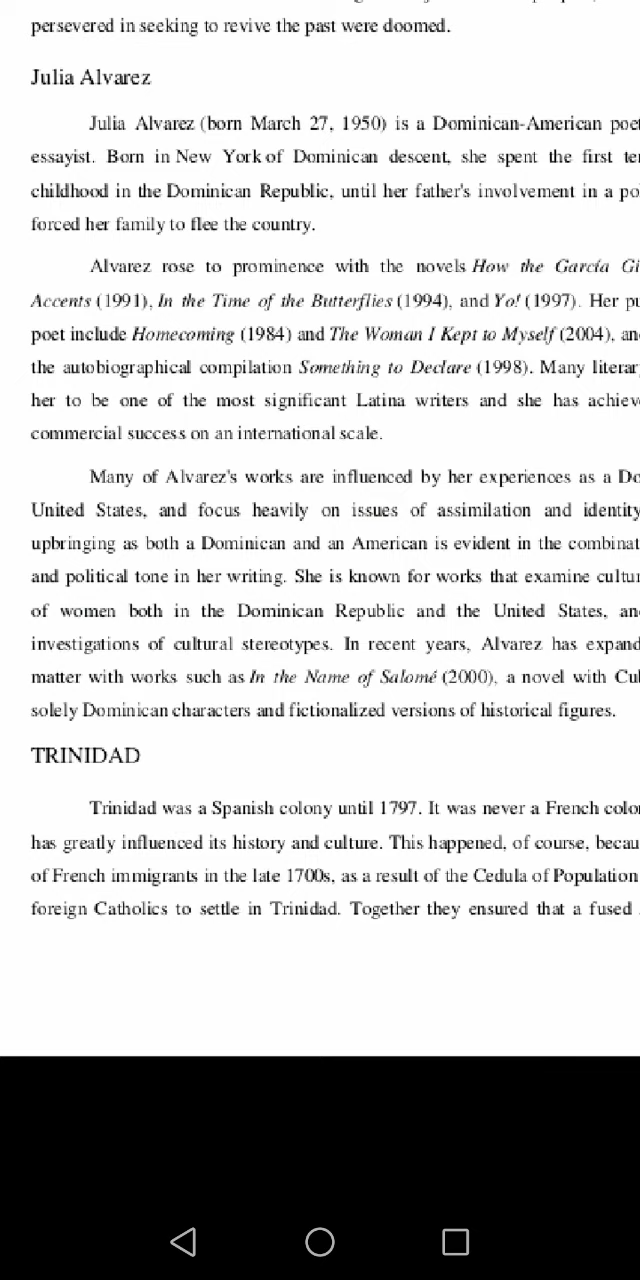 persevered in seeking to revive the past were doomed.
Julia Alvarez
Julia Alvarez (born March 27, 1950) is a Dominican-American poet
essayist. Born in New York of Dominican descent, she spent the first
childhood in the Dominican Republic, until her father's involvement in a
forced her family to flee the country.
Alvarez rose to prominence with the novels How the García
Accents (1991), In the Time of the Butterflies (1994), and Yo! (1997). Her
poet include Homecoming (1984) and The Woman I Kept to Myself (2004),
the autobiographical compilation Something to Declare (1998). Many
her to be one of the most significant Latina writers and she has
commercial success on an international scale.
Many of Alvarez's works are influenced by her experiences as a
United States, and focus heavily on issues of assimilation and identity
upbringing as both a Dominican and an American is evident in the
and political tone in her writing. She is known for works that examine
of women both in the Dominican Republic and the United States,
investigations of cultural stereotypes. In recent years, Alvarez has
matter with works such as In the Name of Salomé (2000), a novel with
solely Dominican characters and fictionalized versions of historical figures.
TRINIDAD
Trinidad was a Spanish colony until 1797. It was never a French
has greatly influenced its history and culture. This happened, of course,
of French immigrants in the late 1700s, as a result of the Cedula of Population
foreign Catholics to settle in Trinidad. Together they ensured that a fused